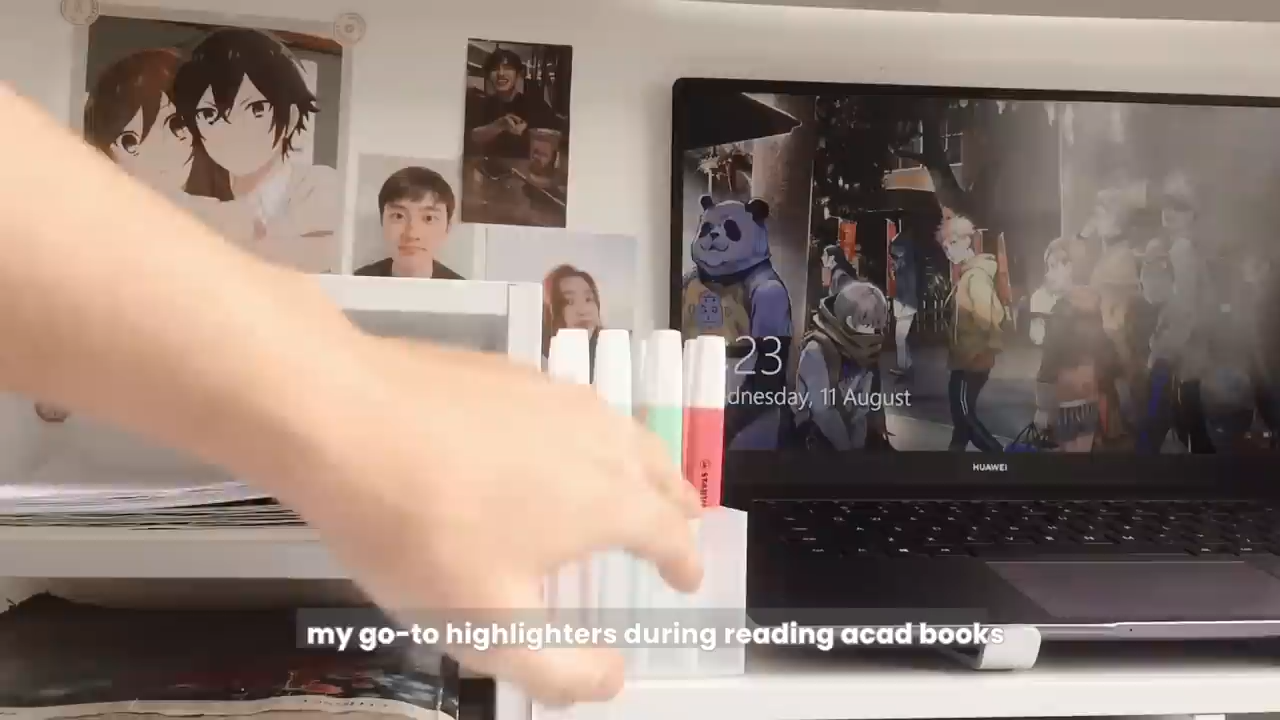 23
dnesday, 11 August
HUAWEI
my go-to highlighters during reading acad books